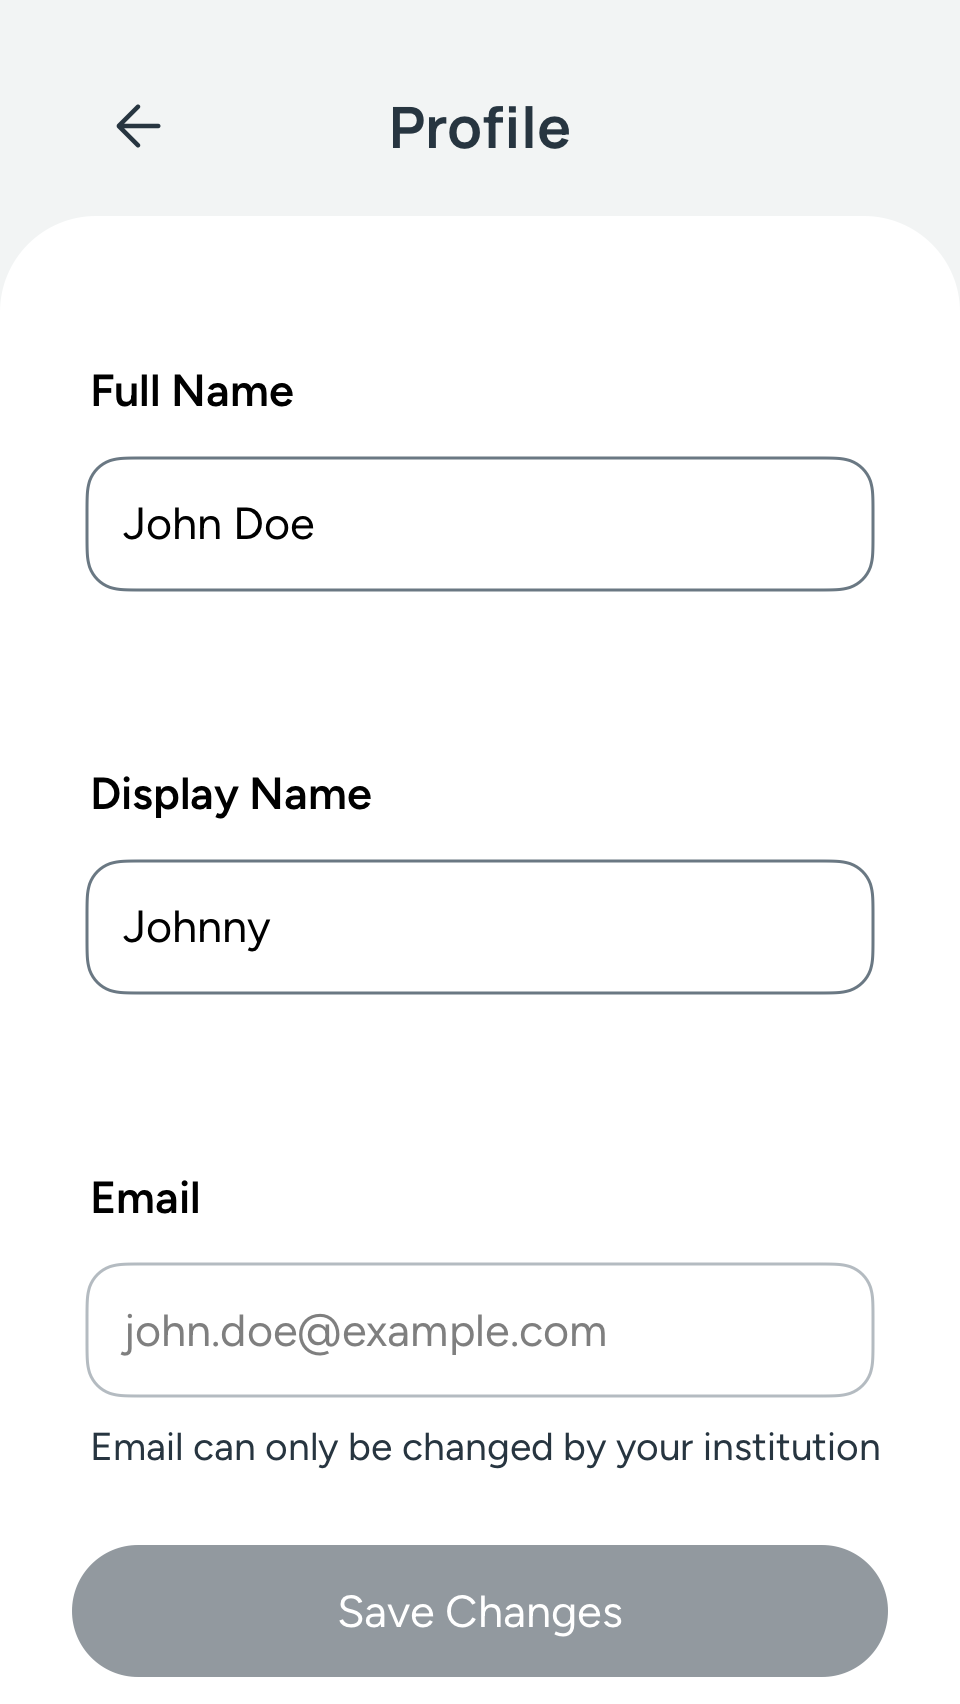 Profile
Full Name
John Doe
Display Name
Johnny
Email
john.doe@example.com
Email can only be changed by your institution
Save Changes